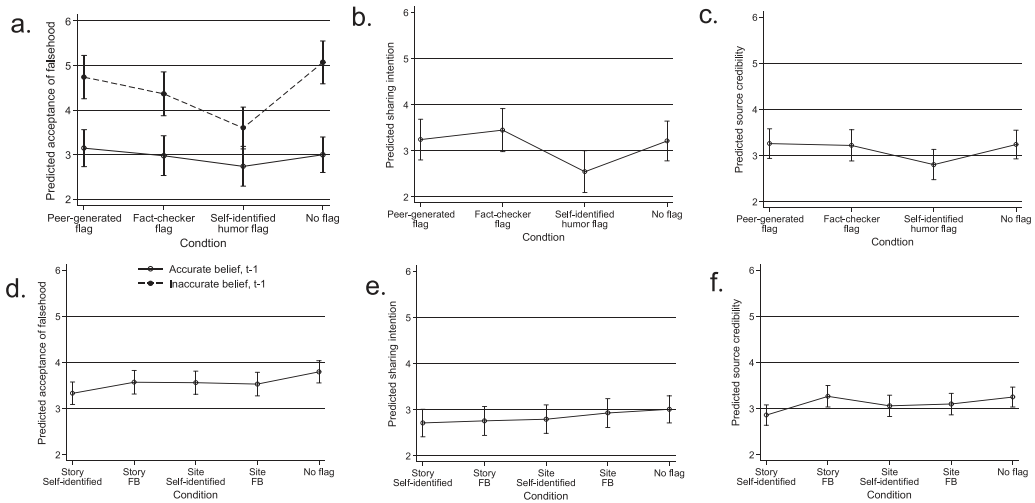 a.
Predicted acceptance of falsehood
6
5
4
3
2
Peer-generated
flag
Fact-checker
flag
Self-identified
humor flag
No flag
Condtion
b.
Predicted sharing intention
6
5
4
3
2
Peer-generated
flag
Fact-checker
flag
Self-identified
humor flag
No flag
Condtion
c.
Predicted source credibility
6
5
4
3
2
Peer-generated
flag
Fact-checker
flag
Self-identified
humor flag
No flag
Condtion
d.
Predicted acceptance of falsehood
6
5
4
3
2
Accurate belief, t-1
Inaccurate belief, t-1
Story
Self-identified
Story
FB
Site
Self-identified
Site
FB
No flag
Condition
e.
Predicted sharing intention
6
5
4
3
2
Story
Self-identified
Story
FB
Site
Self-identified
Site
FB
No flag
Condition
f.
Predicted source credibility
6
5
4
3
2
Story
Self-identified
Story
FB
Site
Self-identified
Site
FB
No flag
Condition